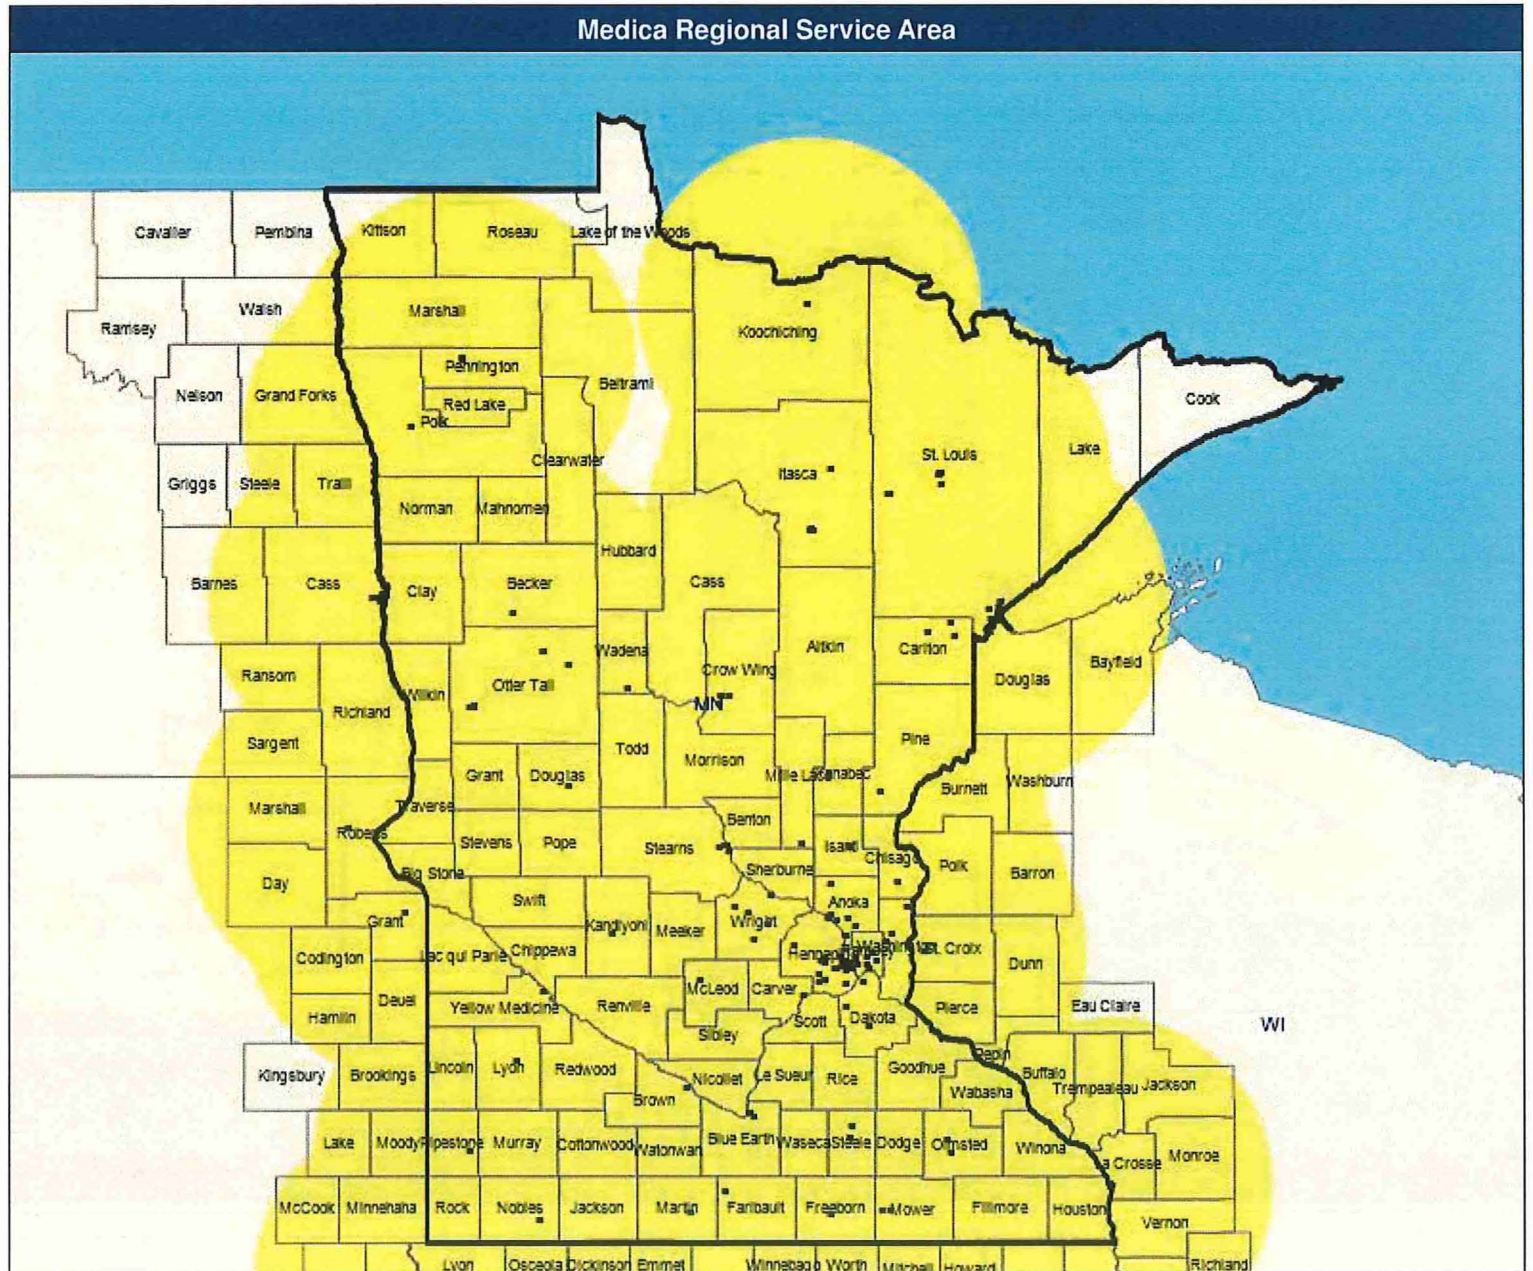 Medica Regional Service Area
Cavalier
Pembina
Kittson
Roseau
Lake of the Woods
Ramsey
Walsh
Marshall
Koochiching
Nelson
Grand Forks
Pennington
Red Lake
Polk
Beltrami
Cook
Griggs
Steele
Traill
Clearwater
Itasca
St. Louis
Lake
Norman
Mahnomen
Hubbard
Barnes
Cass
Clay
Becker
Cass
Aitkin
Carlton
Ransom
Richland
Wilkin
Otter Tail
Wadena
Crow Wing
MN
Douglas
Bayfield
Sargent
Grant
Douglas
Todd
Morrison
Mille Lacs
Kanabec
Pine
Burnett
Washburn
Marshall
Roberts
Traverse
Stevens
Pope
Stearns
Benton
Sherburne
Isanti
Chisago
Polk
Barron
Day
Big Stone
Swift
Grant
Kandiyohi
Meeker
Wright
Anoka
Codington
Lac qui Parle
Chippewa
Hennepin
Ramsey
Washington
St. Croix
Dunn
Hamlin
Deuel
Yellow Medicine
Renville
McLeod
Carver
Scott
Dakota
Pierce
Eau Claire
WI
Sibley
Kingsbury
Brookings
Lincoln
Lyon
Redwood
Nicollet
Le Sueur
Rice
Goodhue
Pepin
Wabasha
Buffalo
Trempealeau
Jackson
Brown
Lake
Moody
Pipestone
Murray
Cottonwood
Watonwan
Blue Earth
Waseca
Steele
Dodge
Olmsted
Winona
La Crosse
Monroe
McCook
Minnehaha
Rock
Nobles
Jackson
Martin
Faribault
Freeborn
Mower
Fillmore
Houston
Vernon
Lyon
Osceola
Dickinson
Emmet
Winnebago
Worth
Mitchell
Howard
Richland